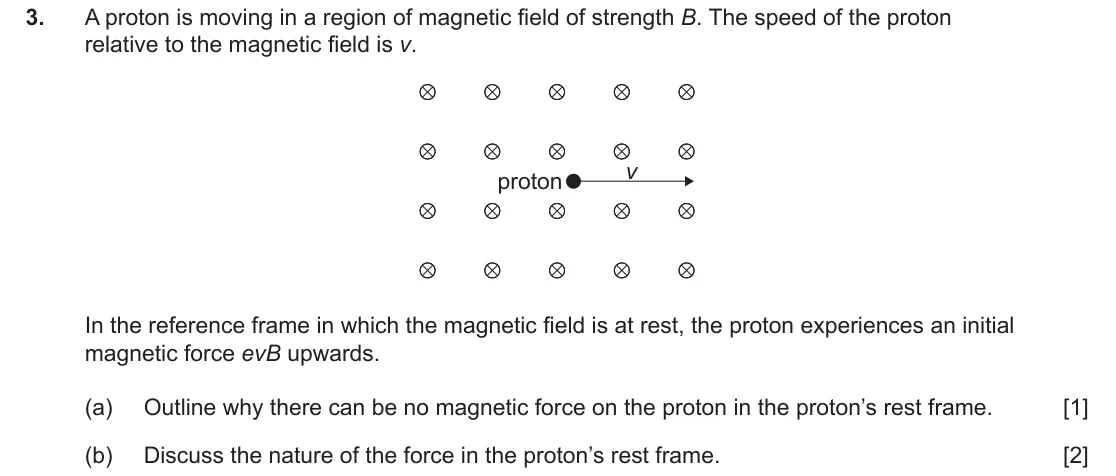 3. A proton is moving in a region of magnetic field of strength B. The speed of the proton
relative to the magnetic field is v.
v
proton
In the reference frame in which the magnetic field is at rest, the proton experiences an initial
magnetic force evB upwards.
(a) Outline why there can be no magnetic force on the proton in the proton’s rest frame. [1]
(b) Discuss the nature of the force in the proton’s rest frame. [2]